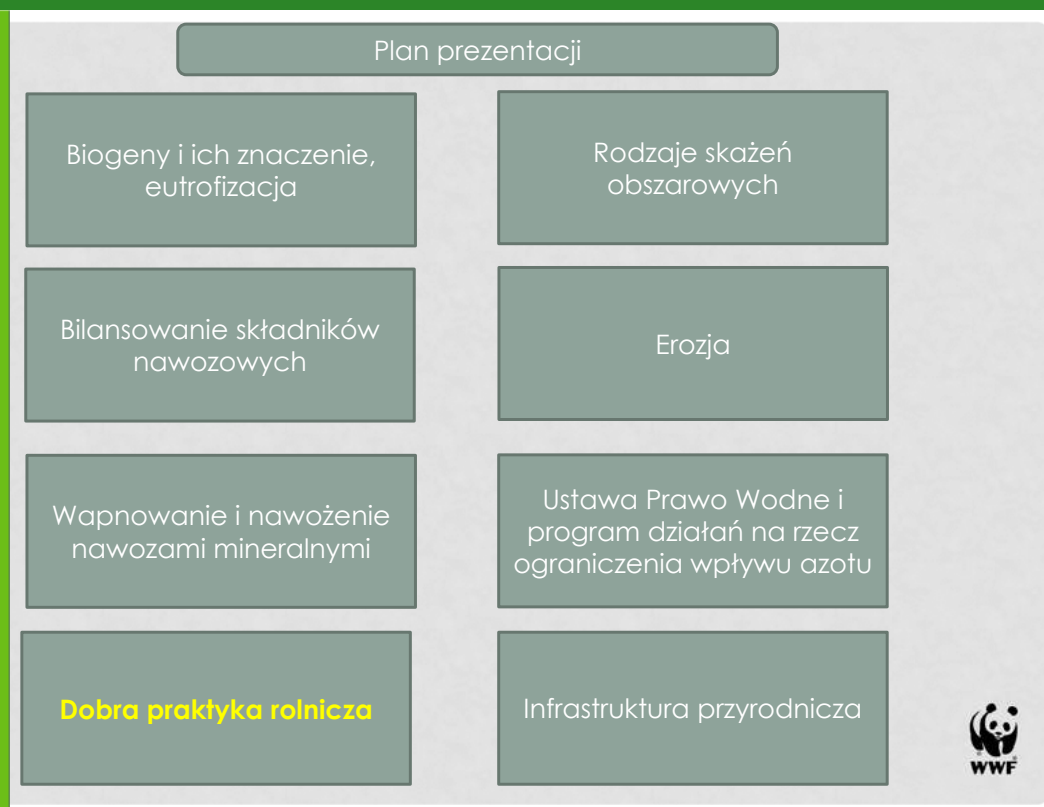 Plan prezentacji
Biogeny i ich znaczenie,
eutrofizacja
Rodzaje skażeń
obszarowych
Bilansowanie składników
nawozowych
Erozja
Wapnowanie i nawożenie
nawozami mineralnymi
Ustawa Prawo Wodne i
program działań na rzecz
ograniczenia wpływu azotu
Dobra praktyka rolnicza
Infrastruktura przyrodnicza
WWF